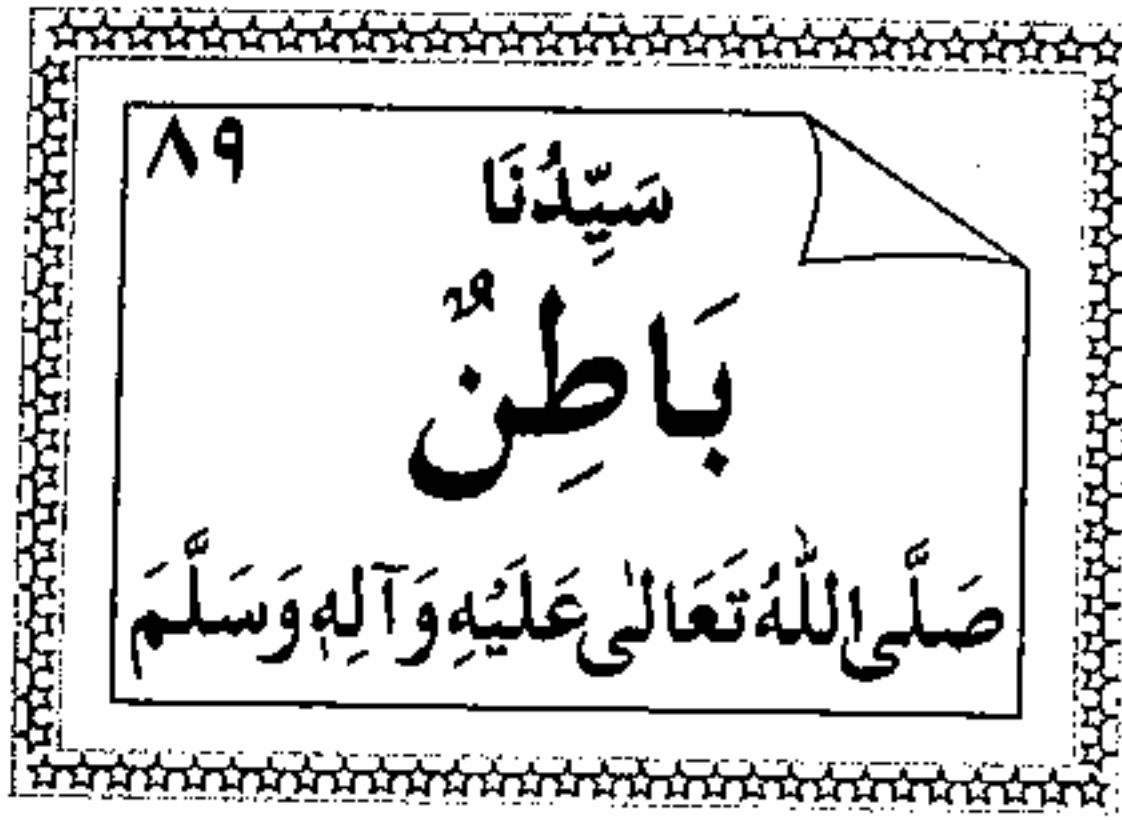 ٨٩
سَيِّدُنَا
بَاطِنٌ
صَلَّى اللّٰهُ تَعَالٰى عَلَيْهِ وَآلِهٖ وَسَلَّمَ